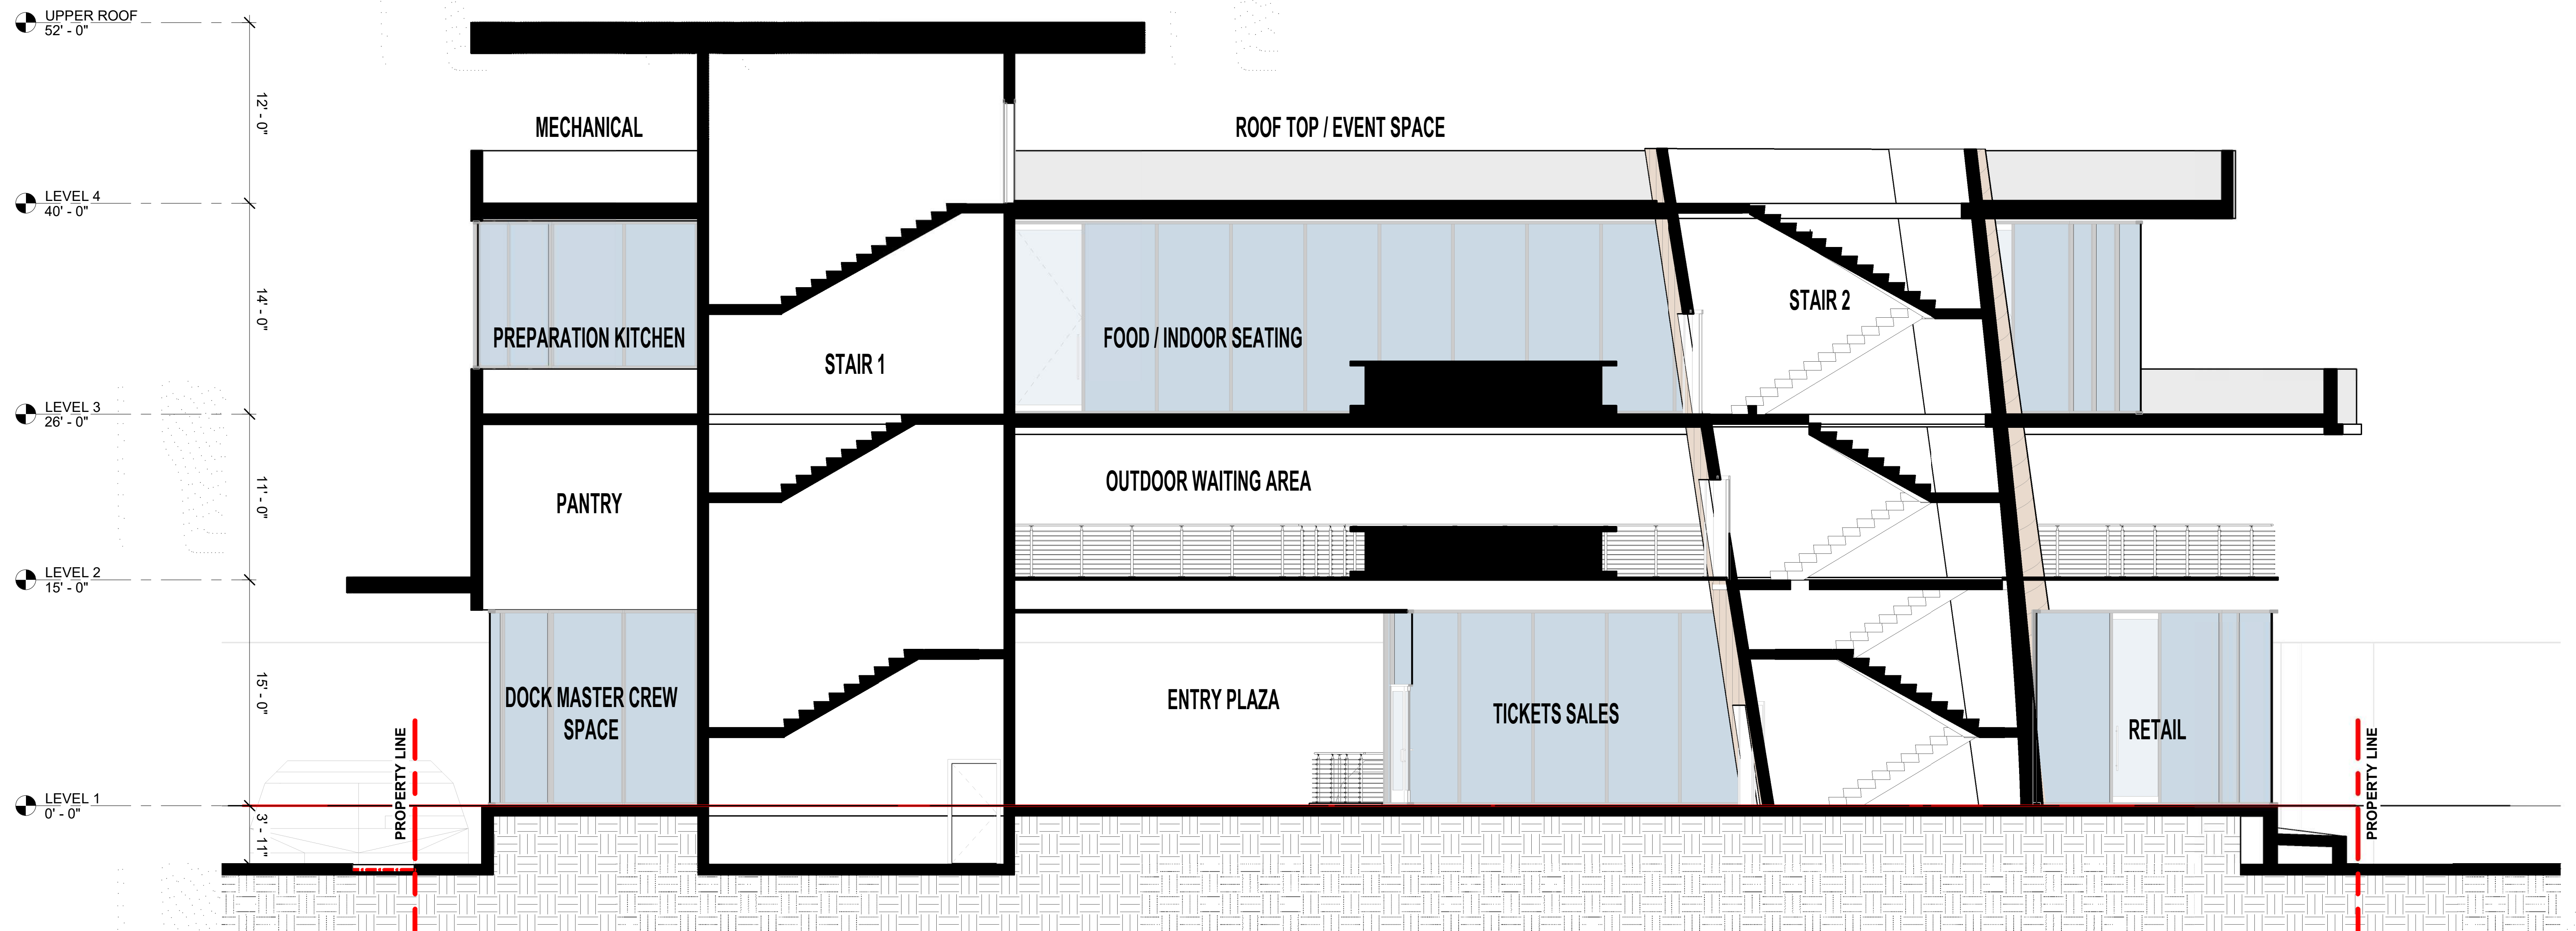 UPPER ROOF
52' - 0"
12' - 0"
MECHANICAL
ROOF TOP / EVENT SPACE
LEVEL 4
40' - 0"
14' - 0"
PREPARATION KITCHEN
STAIR 1
FOOD / INDOOR SEATING
STAIR 2
LEVEL 3
26' - 0"
11' - 0"
PANTRY
OUTDOOR WAITING AREA
LEVEL 2
15' - 0"
15' - 0"
DOCK MASTER CREW
SPACE
ENTRY PLAZA
TICKETS SALES
RETAIL
PROPERTY LINE
PROPERTY LINE
LEVEL 1
0' - 0"
3' - 11"